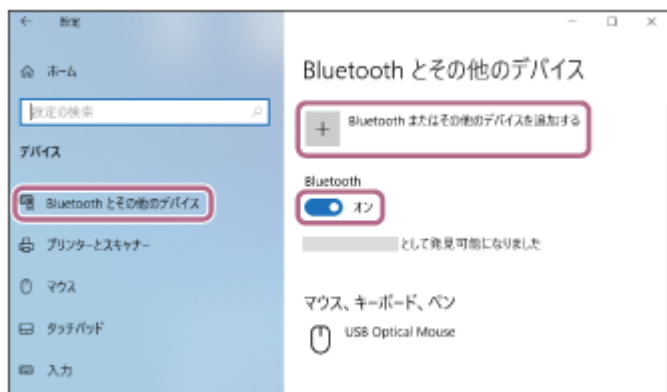 設定
ホーム
設定の検索
デバイス
Bluetooth とその他のデバイス
プリンターとスキャナー
マウス
タッチパッド
入力
Bluetooth とその他のデバイス
Bluetooth またはその他のデバイスを追加する
Bluetooth
オン
として発見可能になりました
マウス、キーボード、ペン
USB Optical Mouse